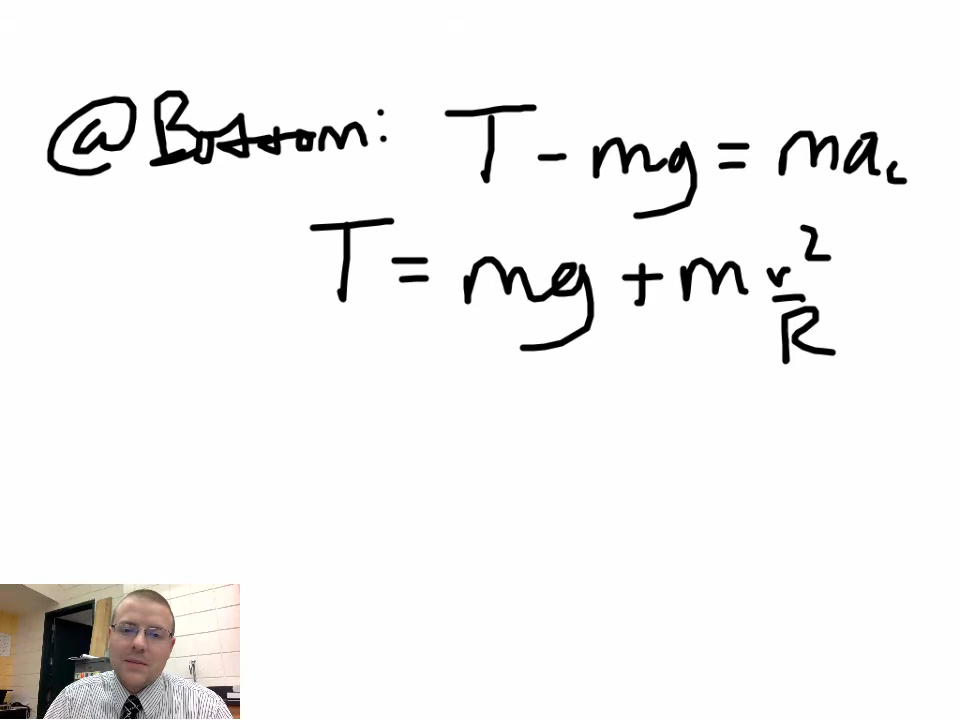 @Bottom: T - mg = ma_c
T = mg + m v²/R